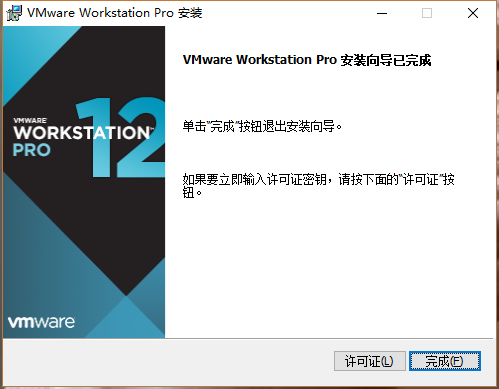 VMware Workstation Pro 安装
VMWARE
WORKSTATION
PRO
12
VMware Workstation Pro 安装向导已完成
单击"完成"按钮退出安装向导。
如果要立即输入许可证密钥，请按下面的"许可证"按
钮。
vmware
许可证(L)
完成(F)